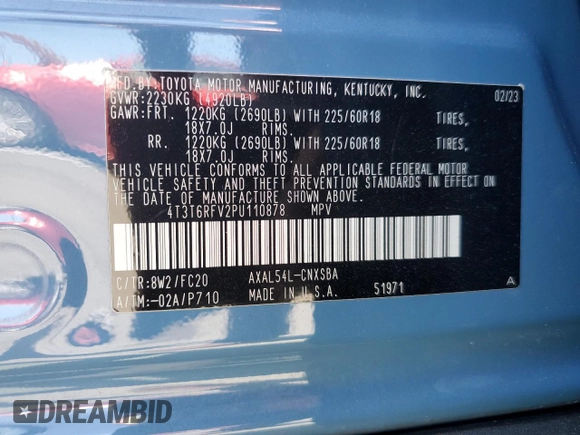 MFD. BY: TOYOTA MOTOR MANUFACTURING, KENTUCKY, INC.
GVWR: 2230KG (4920LB) 02/23
GAWR: FRT. 1220KG (2690LB) WITH 225/60R18 TIRES,
18X7.0J RIMS.
RR. 1220KG (2690LB) WITH 225/60R18 TIRES,
18X7.0J RIMS.
THIS VEHICLE CONFORMS TO ALL APPLICABLE FEDERAL MOTOR
VEHICLE SAFETY AND THEFT PREVENTION STANDARDS IN EFFECT ON
THE DATE OF MANUFACTURE SHOWN ABOVE.
4T3T6RFV2PU110878 MPV
C/TR:8W2/FC20 AXAL54L-CNXSBA A
A/TM:-02A/P710 MADE IN U.S.A. 51971
DREAMBID